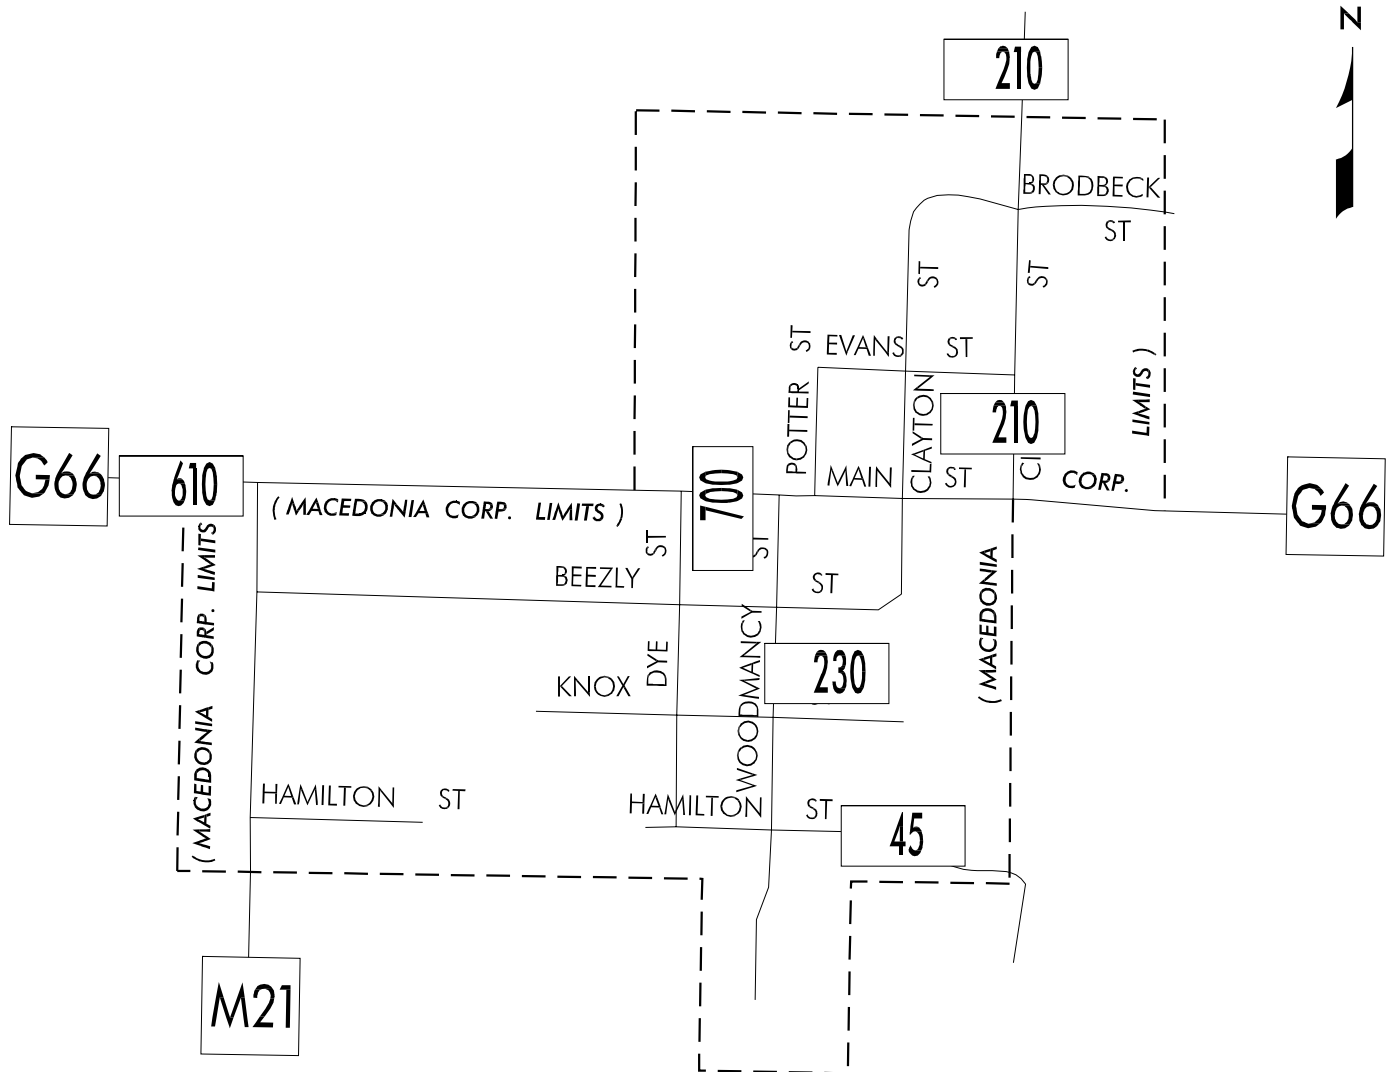 N
210
BRODBECK
ST
ST
ST
ST
EVANS ST
LIMITS )
POTTER
CLAYTON
210
G66
610
700
MAIN ST
CORP.
G66
( MACEDONIA CORP. LIMITS )
ST
ST
( MACEDONIA CORP. LIMITS
BEEZLY ST
( MACEDONIA
DYE
WOODMANCY
230
KNOX
HAMILTON ST
HAMILTON ST
45
M21